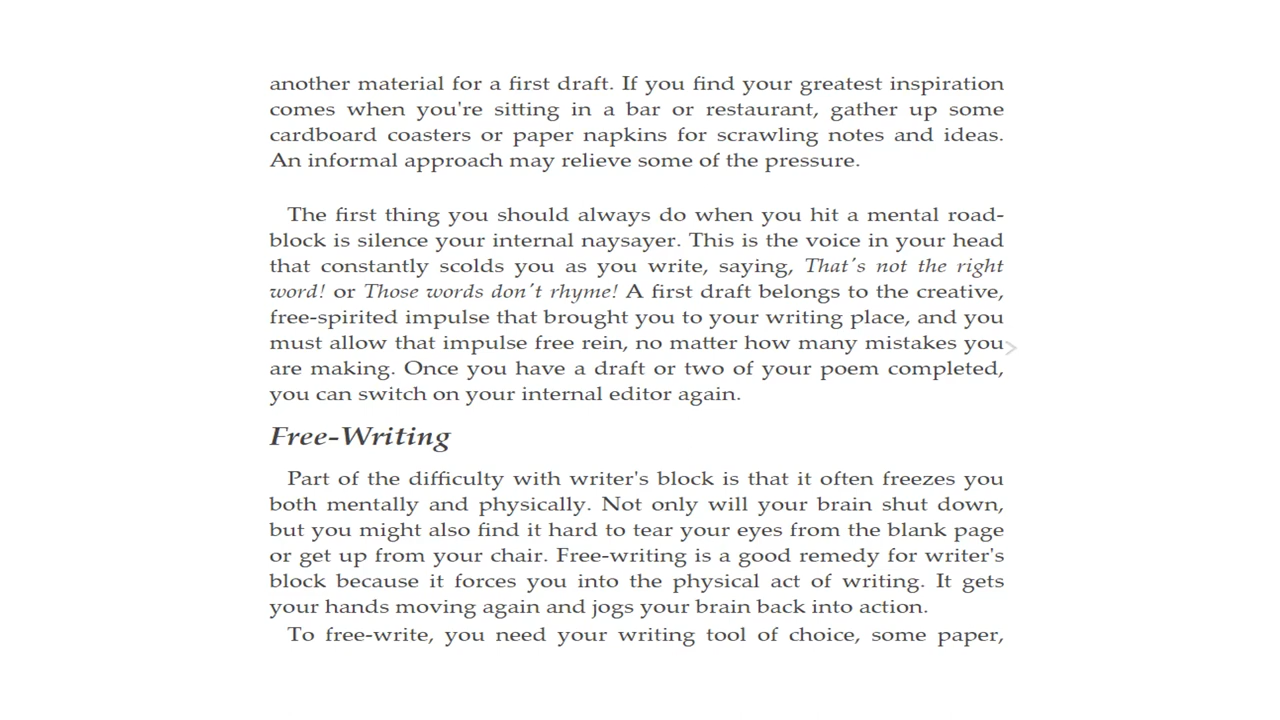 another material for a first draft. If you find your greatest inspiration
comes when you're sitting in a bar or restaurant, gather up some
cardboard coasters or paper napkins for scrawling notes and ideas.
An informal approach may relieve some of the pressure.
The first thing you should always do when you hit a mental road-
block is silence your internal naysayer. This is the voice in your head
that constantly scolds you as you write, saying, That's not the right
word! or Those words don't rhyme! A first draft belongs to the creative,
free-spirited impulse that brought you to your writing place, and you
must allow that impulse free rein, no matter how many mistakes you
are making. Once you have a draft or two of your poem completed,
you can switch on your internal editor again.
Free-Writing
Part of the difficulty with writer's block is that it often freezes you
both mentally and physically. Not only will your brain shut down,
but you might also find it hard to tear your eyes from the blank page
or get up from your chair. Free-writing is a good remedy for writer's
block because it forces you into the physical act of writing. It gets
your hands moving again and jogs your brain back into action.
To free-write, you need your writing tool of choice, some paper,